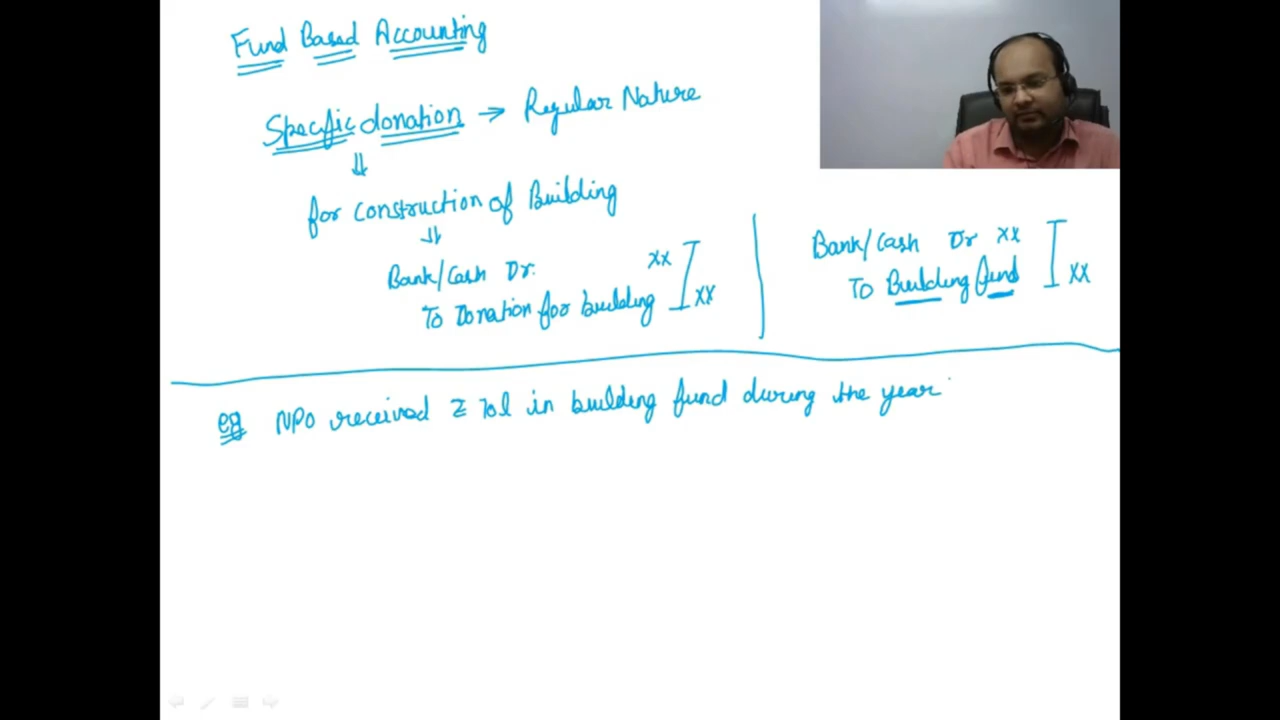 Fund Based Accounting
Specific donation → Regular Nature
⇓
for construction of Building
⇓
Bank/Cash Dr. xx
To Donation for building xx
Bank/Cash Dr xx
To Building fund xx
eg NPO received in building fund during the year